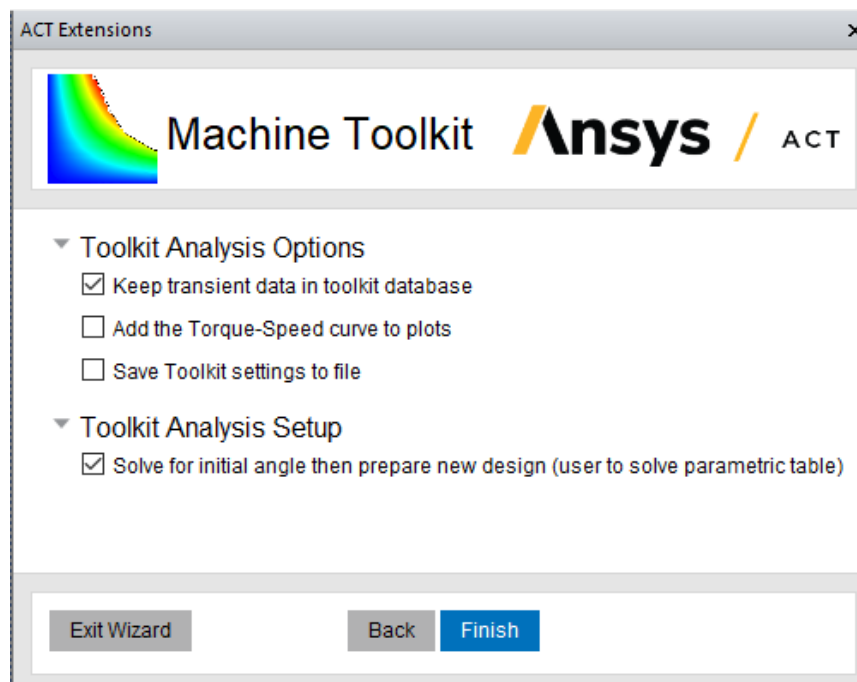 ACT Extensions
Machine Toolkit
Ansys / ACT
Toolkit Analysis Options
Keep transient data in toolkit database
Add the Torque-Speed curve to plots
Save Toolkit settings to file
Toolkit Analysis Setup
Solve for initial angle then prepare new design (user to solve parametric table)
Exit Wizard
Back
Finish